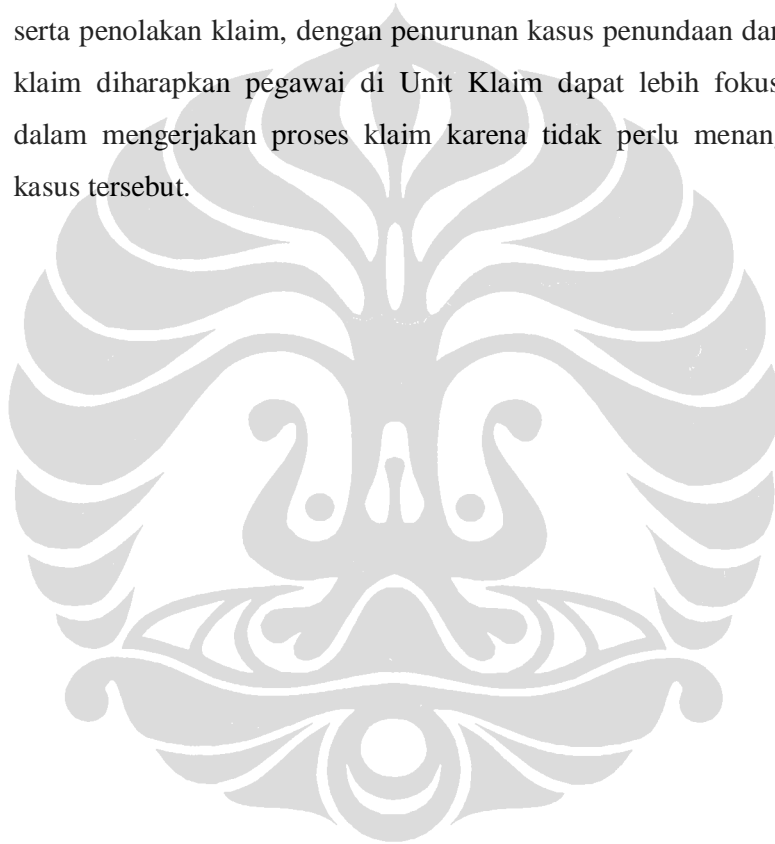 serta penolakan klaim, dengan penurunan kasus penundaan dan
klaim diharapkan pegawai di Unit Klaim dapat lebih fokus
dalam mengerjakan proses klaim karena tidak perlu menang
kasus tersebut.